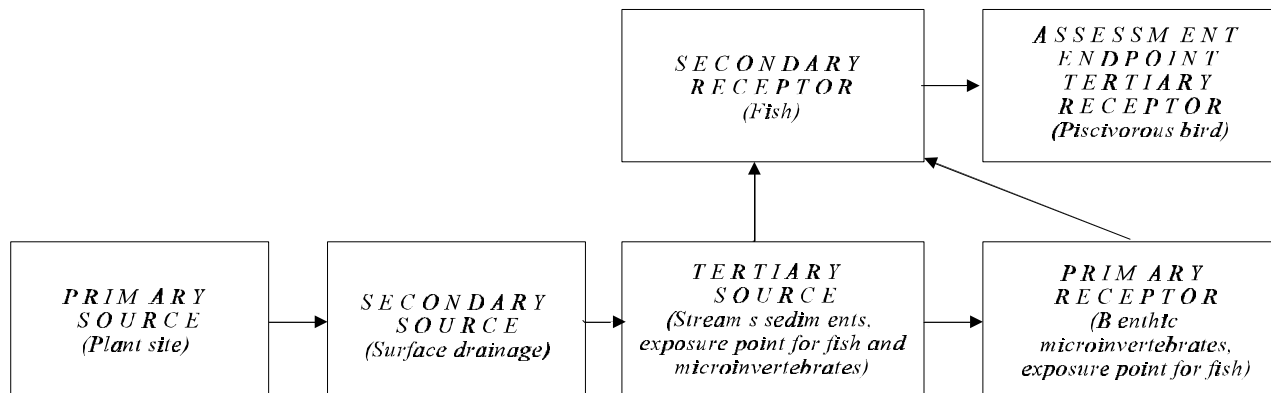 SECONDARY
RECEPTOR
(Fish)
ASSESSMENT
ENDPOINT
TERTIARY
RECEPTOR
(Piscivorous bird)
PRIMARY
SOURCE
(Plant site)
SECONDARY
SOURCE
(Surface drainage)
TERTIARY
SOURCE
(Streams sediments,
exposure point for fish and
microinvertebrates)
PRIMARY
RECEPTOR
(Benthic
microinvertebrates,
exposure point for fish)